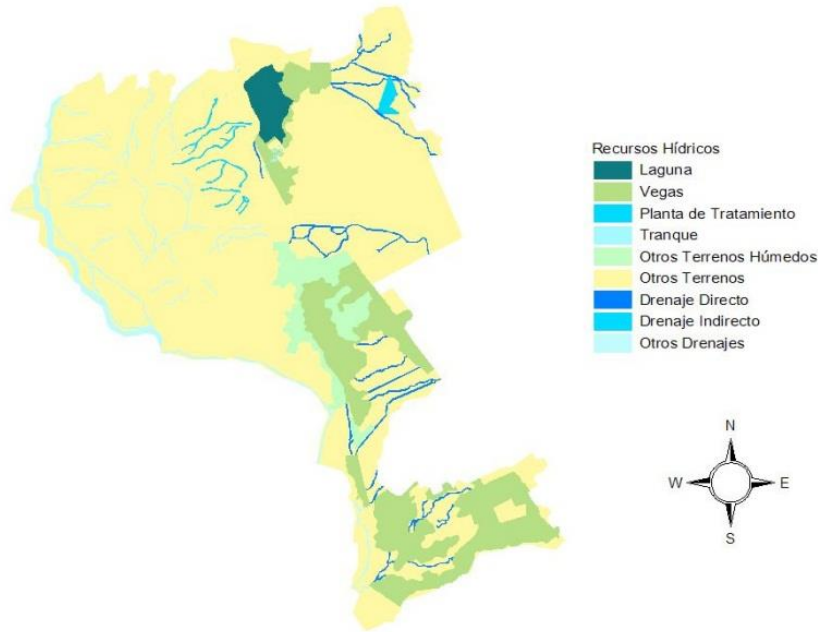 Recursos Hídricos
Laguna
Vegas
Planta de Tratamiento
Tranque
Otros Terrenos Húmedos
Otros Terrenos
Drenaje Directo
Drenaje Indirecto
Otros Drenajes
N
W E
S